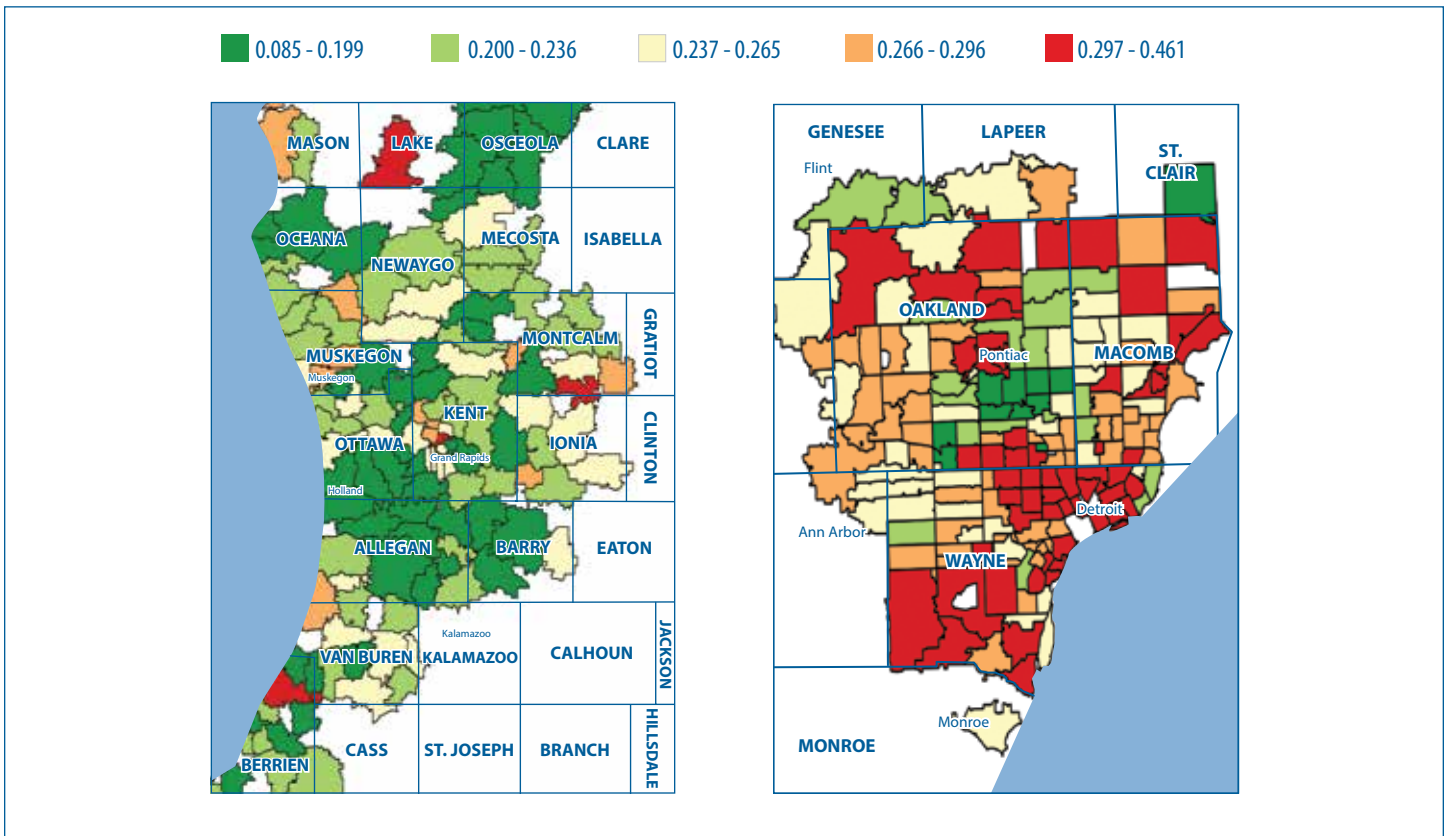 0.085 - 0.199
0.200 - 0.236
0.237 - 0.265
0.266 - 0.296
0.297 - 0.461
MASON
LAKE
OSCEOLA
CLARE
OCEANA
NEWAYGO
MECOSTA
ISABELLA
MUSKEGON
Muskegon
MONTCALM
GRATIOT
OTTAWA
KENT
Grand Rapids
IONIA
CLINTON
Holland
ALLEGAN
BARRY
EATON
VAN BUREN
Kalamazoo
KALAMAZOO
CALHOUN
JACKSON
BERRIEN
CASS
ST. JOSEPH
BRANCH
HILLSDALE
GENESEE
LAPEER
ST.
CLAIR
Flint
OAKLAND
Pontiac
MACOMB
Ann Arbor
Detroit
WAYNE
Monroe
MONROE